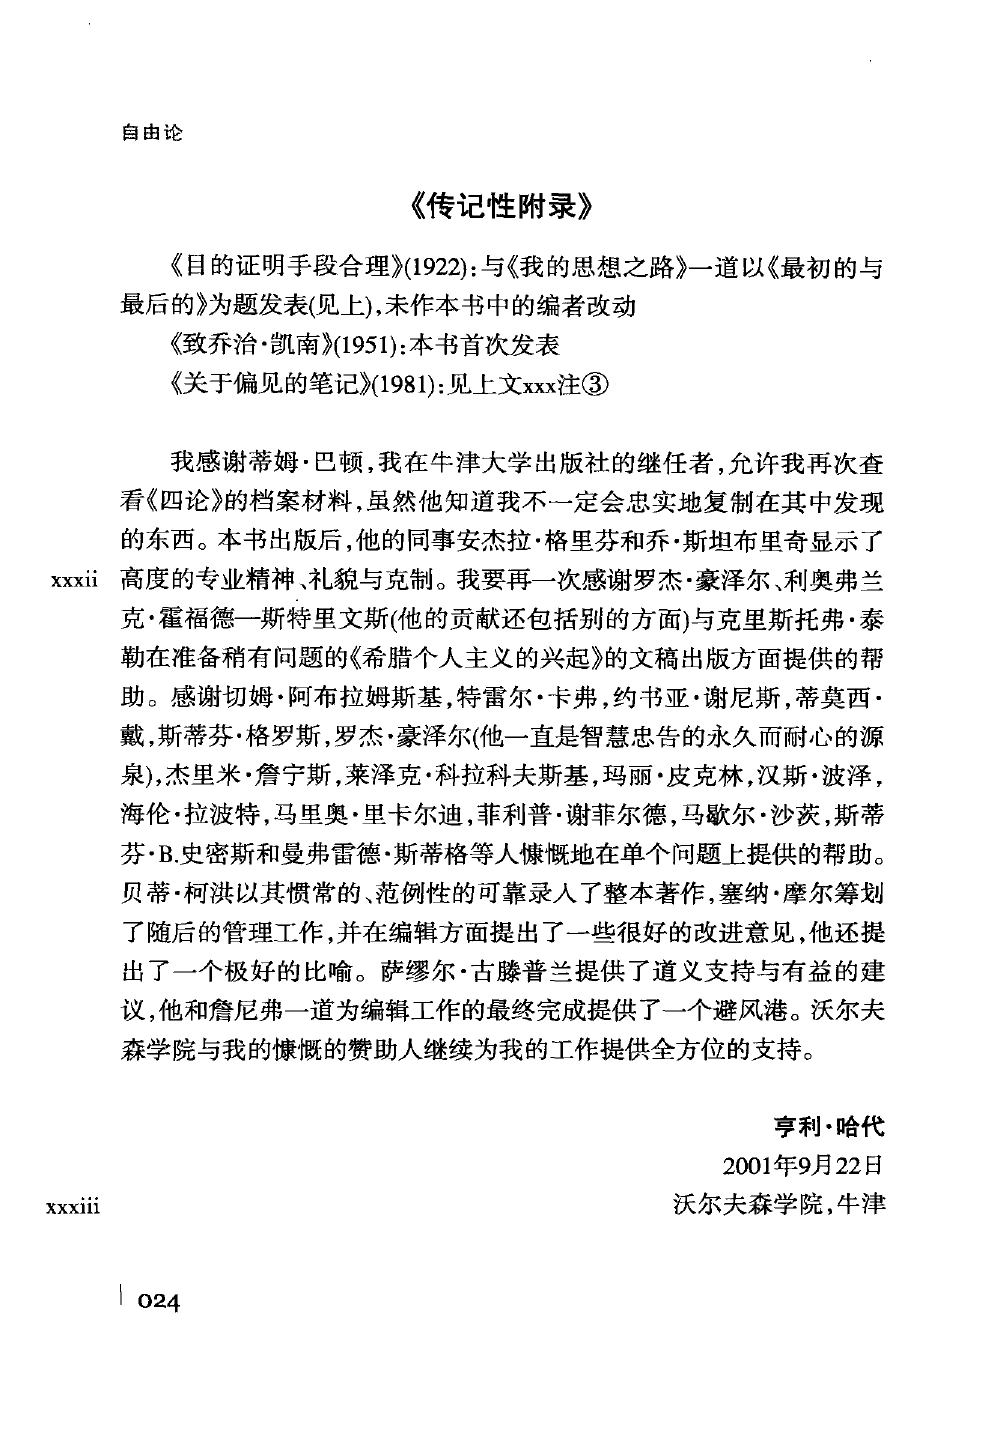 自由论
《传记性附录》
《目的证明手段合理》(1922):与《我的思想之路》一道以《最初的与
最后的》为题发表(见上),未作本书中的编者改动
《致乔治·凯南》(1951):本书首次发表
《关于偏见的笔记》(1981):见上文xxx注③
我感谢蒂姆·巴顿,我在牛津大学出版社的继任者,允许我再次查
看《四论》的档案材料,虽然他知道我不一定会忠实地复制在其中发现
的东西。本书出版后,他的同事安杰拉·格里芬和乔·斯坦布里奇显示了
xxxii 高度的专业精神、礼貌与克制。我要再一次感谢罗杰·豪泽尔、利奥弗兰
克·霍福德—斯特里文斯(他的贡献还包括别的方面)与克里斯托弗·泰
勒在准备稍有问题的《希腊个人主义的兴起》的文稿出版方面提供的帮
助。感谢切姆·阿布拉姆斯基,特雷尔·卡弗,约书亚·谢尼斯,蒂莫西·
戴,斯蒂芬·格罗斯,罗杰·豪泽尔(他一直是智慧忠告的永久而耐心的源
泉),杰里米·詹宁斯,莱泽克·科拉科夫斯基,玛丽·皮克林,汉斯·波泽,
海伦·拉波特,马里奥·里卡尔迪,菲利普·谢菲尔德,马歇尔·沙茨,斯蒂
芬·B.史密斯和曼弗雷德·斯蒂格等人慷慨地在单个问题上提供的帮助。
贝蒂·柯洪以其惯常的、范例性的可靠录入了整本著作,塞纳·摩尔筹划
了随后的管理工作,并在编辑方面提出了一些很好的改进意见,他还提
出了一个极好的比喻。萨缪尔·古滕普兰提供了道义支持与有益的建
议,他和詹尼弗一道为编辑工作的最终完成提供了一个避风港。沃尔夫
森学院与我的慷慨的赞助人继续为我的工作提供全方位的支持。
亨利·哈代
2001年9月22日
xxxiii 沃尔夫森学院,牛津
024